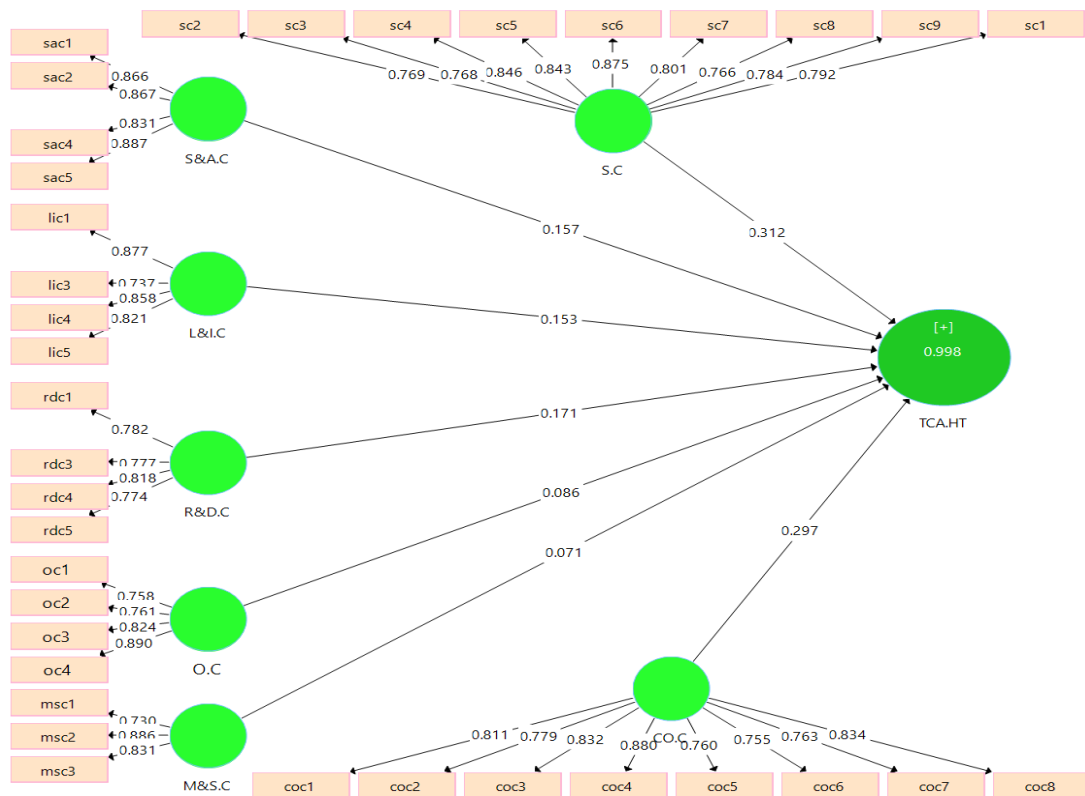 sc2 sc3 sc4 sc5 sc6 sc7 sc8 sc9 sc1
0.769 0.768 0.846 0.843 0.875 0.801 0.766 0.784 0.792
S.C
0.312
sac1
sac2
sac4
sac5
0.866
0.867
0.831
0.887
S&A.C
0.157
lic1
lic3
lic4
lic5
0.877
0.737
0.858
0.821
L&I.C
0.153
[+]
0.998
TCA.HT
rdc1
rdc3
rdc4
rdc5
0.782
0.777
0.818
0.774
R&D.C
0.171
oc1
oc2
oc3
oc4
0.758
0.761
0.824
0.890
O.C
0.086
msc1
msc2
msc3
0.730
0.886
0.831
M&S.C
0.071
0.297
CO.C
0.811 0.779 0.832 0.880 0.760 0.755 0.763 0.834
coc1 coc2 coc3 coc4 coc5 coc6 coc7 coc8